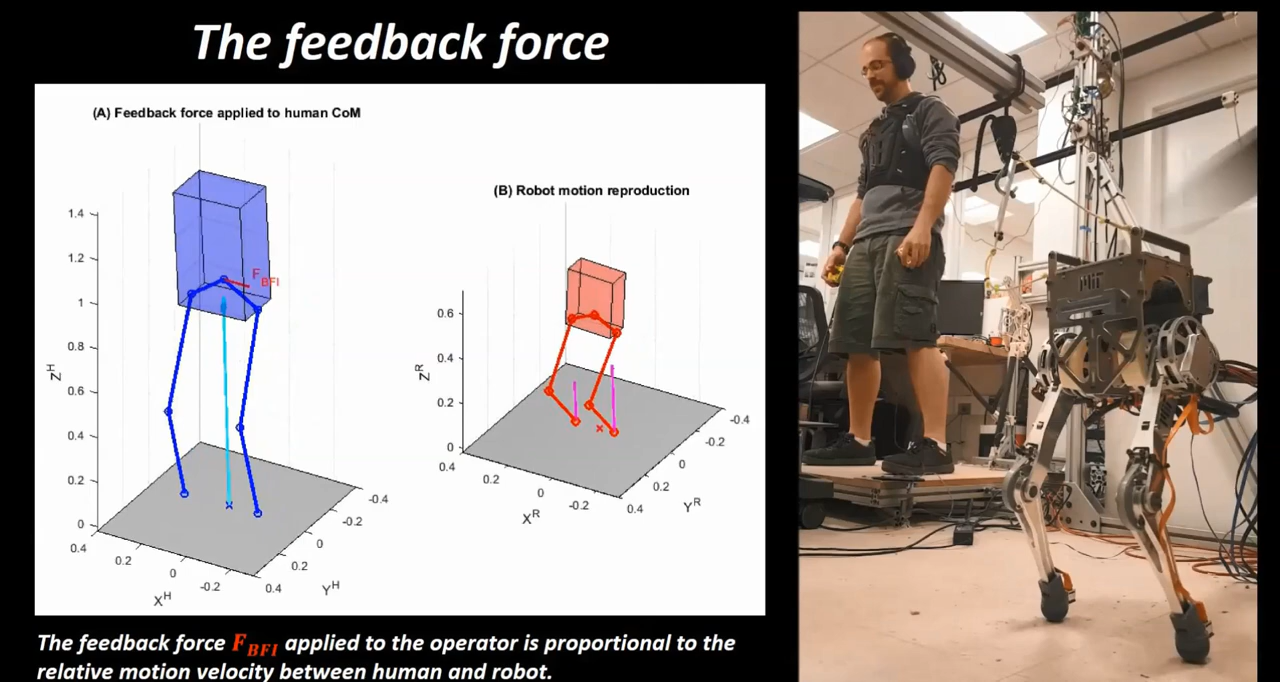 The feedback force
(A) Feedback force applied to human CoM
1.4
1.2
1
0.8
0.6
0.4
0.2
0
Z^H
F_BFI
0.4
0.2
0
-0.2
X^H
0.4
0.2
0
-0.2
-0.4
Y^H
(B) Robot motion reproduction
0.6
0.4
0.2
0
Z^R
0.4
0.2
0
-0.2
X^R
0.4
0.2
0
-0.2
-0.4
Y^R
MIT
The feedback force F_BFI applied to the operator is proportional to the
relative motion velocity between human and robot.